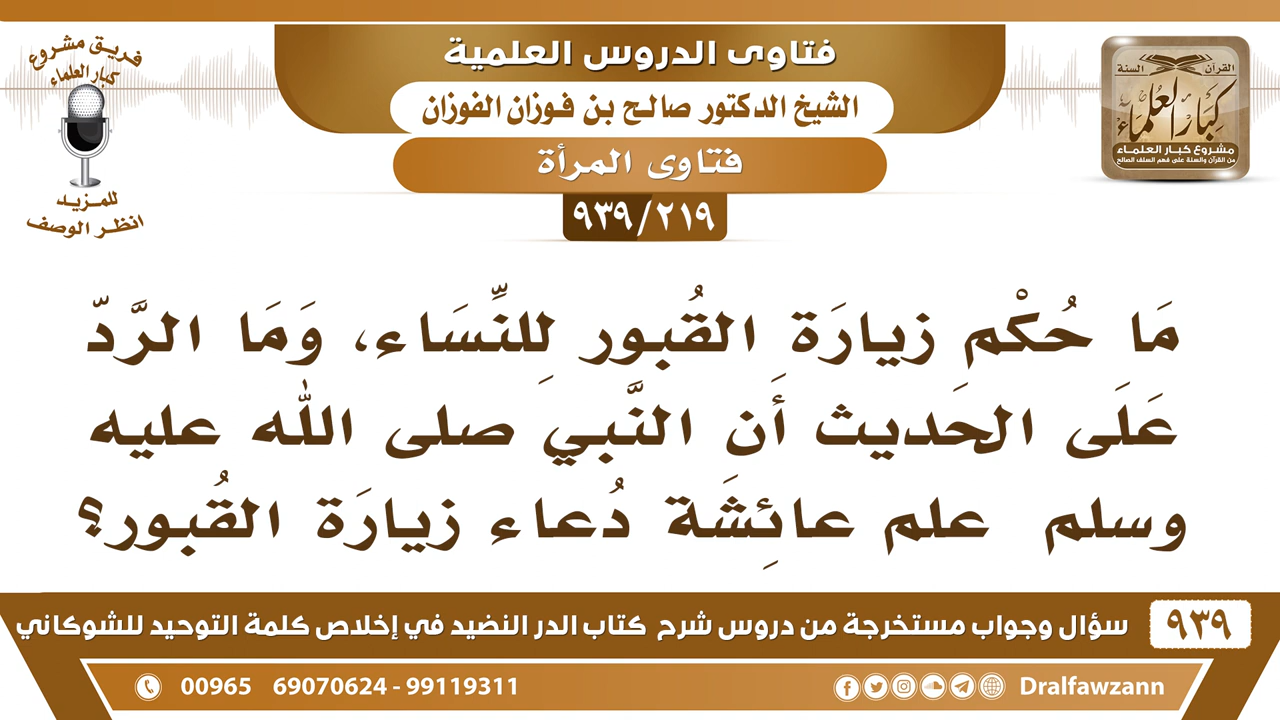 فتاوى الدروس العلمية
الشيخ الدكتور صالح بن فوزان الفوزان
فتاوى المرأة
٩٣٩/٢١٩
فريق مشروع
كبار العلماء
للمزيد
انظر الوصف
القرآن السنة
كبار العلماء
مشروع كبار العلماء
من القرآن والسنة على فهم السلف الصالح
مَا حُكْم زيارَة القُبور لِلنِّسَاء، وَمَا الرَّدّ
عَلَى الحَديث أَن النَّبيِ صلى الله عليه
وسلم علم عائِشَة دُعاء زيارَة القُبور؟
٩٣٩ سؤال وجواب مستخرجة من دروس شرح كتاب الدر النضيد في إخلاص كلمة التوحيد للشوكاني
00965 69070624 - 99119311
Dralfawzann